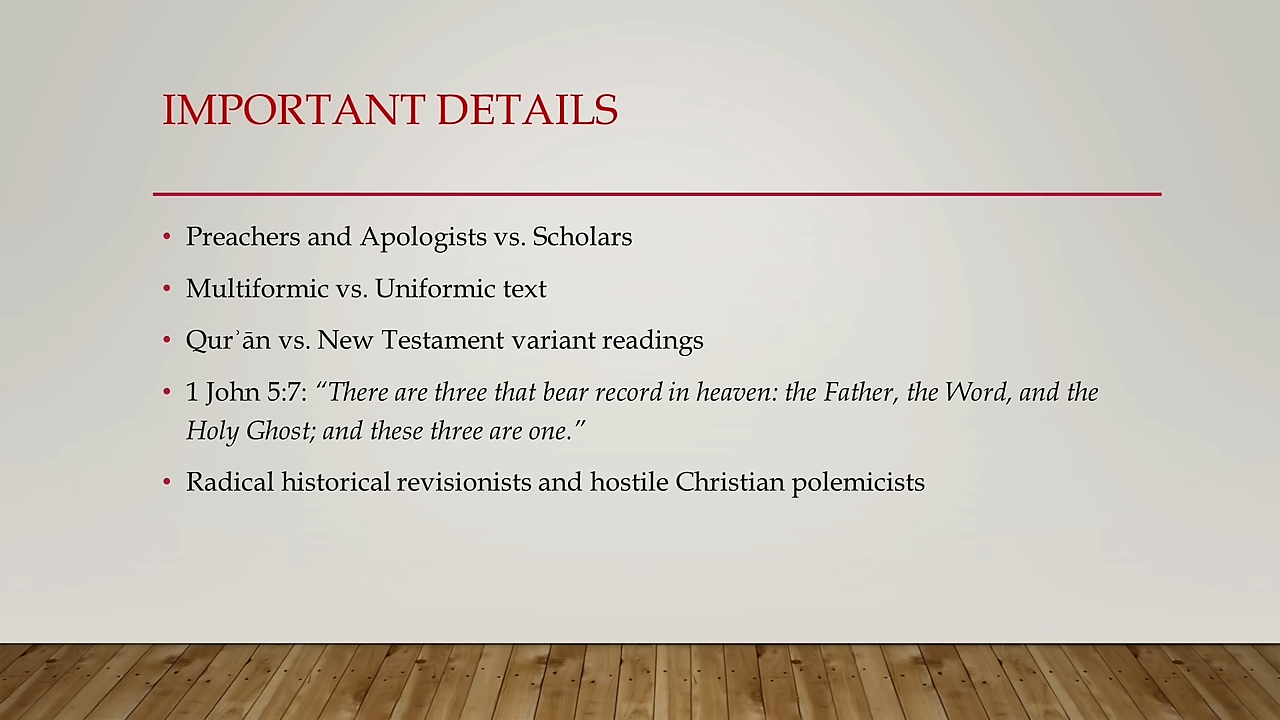 IMPORTANT DETAILS
• Preachers and Apologists vs. Scholars
• Multiformic vs. Uniformic text
• Qurʾān vs. New Testament variant readings
• 1 John 5:7: “There are three that bear record in heaven: the Father, the Word, and the
Holy Ghost; and these three are one.”
• Radical historical revisionists and hostile Christian polemicists